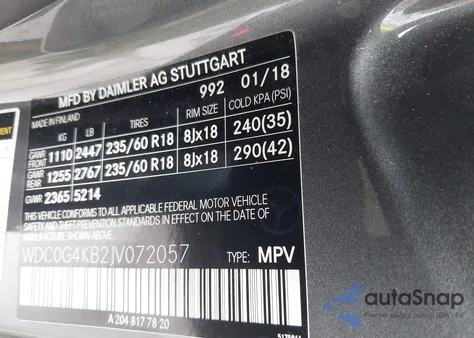 MFD BY DAIMLER AG STUTTGART
992 01/18
MADE IN FINLAND
KG LB TIRES RIM SIZE COLD KPA (PSI)
GAWR FRONT 1110 2447 235/60 R18 8Jx18 240(35)
GAWR REAR 1255 2767 235/60 R18 8Jx18 290(42)
GVWR 2365 5214
THIS VEHICLE CONFORMS TO ALL APPLICABLE FEDERAL MOTOR VEHICLE
SAFETY AND THEFT PREVENTION STANDARDS IN EFFECT ON THE DATE OF
MANUFACTURE SHOWN ABOVE.
WDC0G4KB2JV072057 TYPE: MPV
A 204 817 78 20
autaSnap